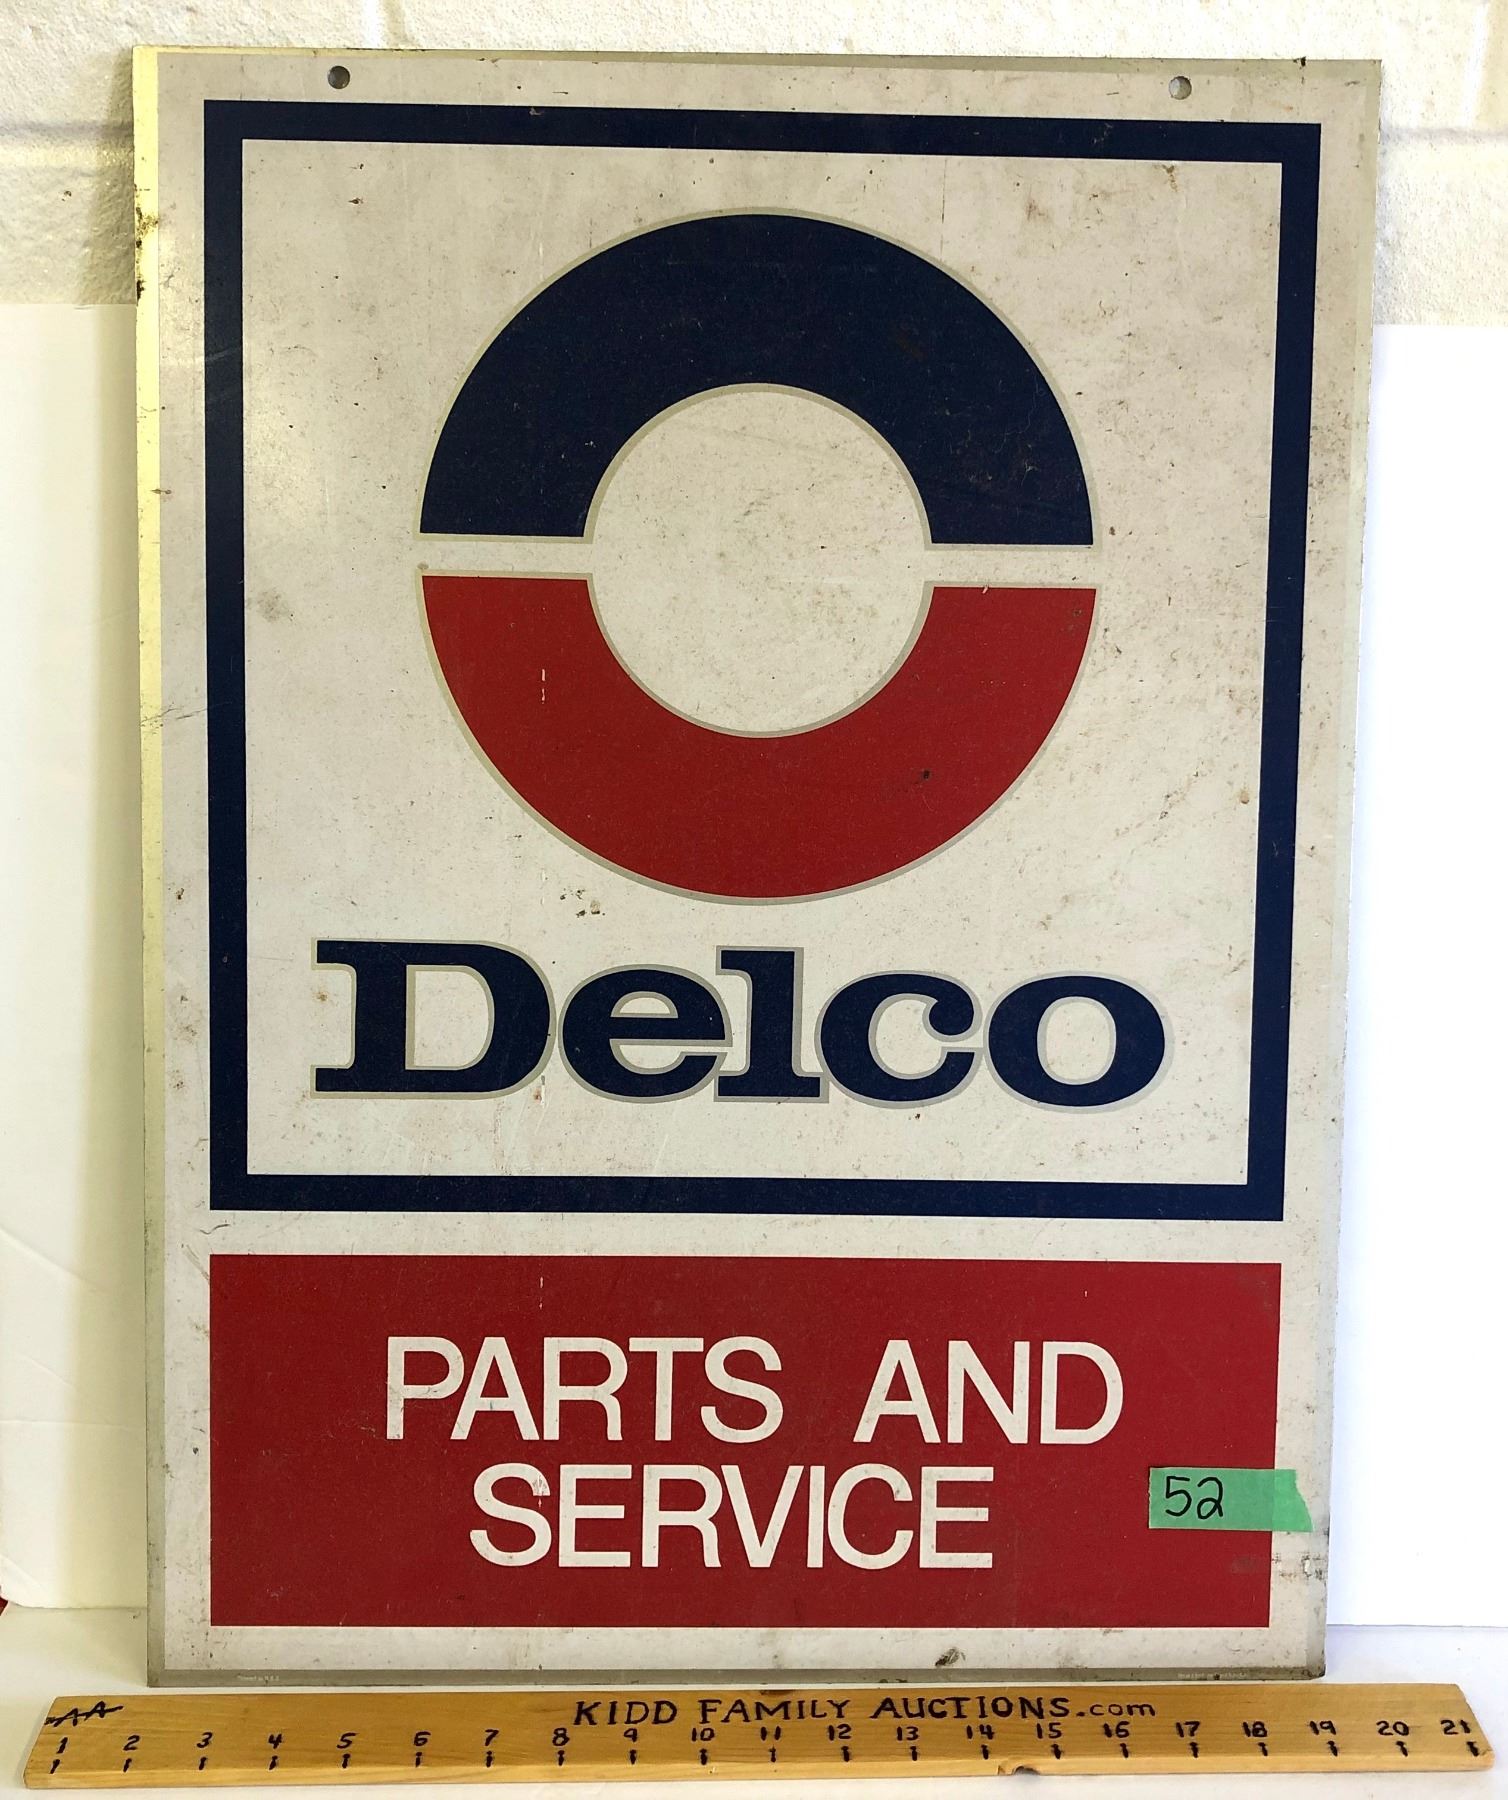 Delco
PARTS AND
SERVICE
52
KIDD FAMILY AUCTIONS.com
AA
1 2 3 4 5 6 7 8 9 10 11 12 13 14 15 16 17 18 19 20 21